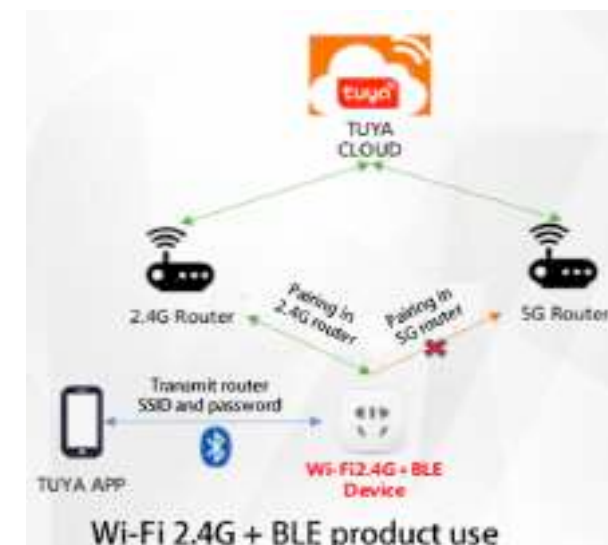 tuya
TUYA
CLOUD
2.4G Router
Pairing in
2.4G router
Pairing in
5G router
5G Router
Transmit router
SSID and password
TUYA APP
Wi-Fi2.4G+BLE
Device
Wi-Fi 2.4G + BLE product use